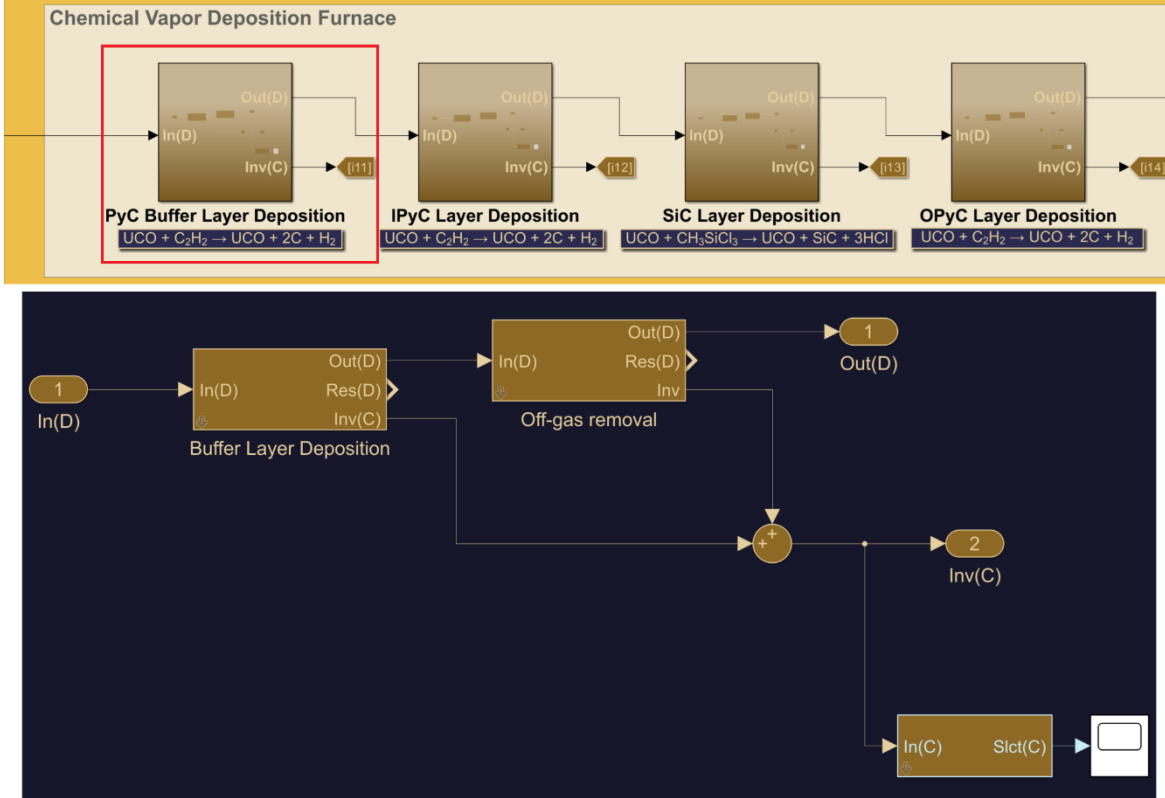 Chemical Vapor Deposition Furnace
In(D) Out(D) Inv(C) [i11]
In(D) Out(D) Inv(C) [i12]
In(D) Out(D) Inv(C) [i13]
In(D) Out(D) Inv(C) [i14]
PyC Buffer Layer Deposition
UCO + C₂H₂ → UCO + 2C + H₂
IPyC Layer Deposition
UCO + C₂H₂ → UCO + 2C + H₂
SiC Layer Deposition
UCO + CH₃SiCl₃ → UCO + SiC + 3HCl
OPyC Layer Deposition
UCO + C₂H₂ → UCO + 2C + H₂
1
In(D)
In(D)
Out(D)
Res(D)
Inv(C)
Buffer Layer Deposition
In(D)
Out(D)
Res(D)
Inv
Off-gas removal
1
Out(D)
+
+
2
Inv(C)
In(C) Slct(C)